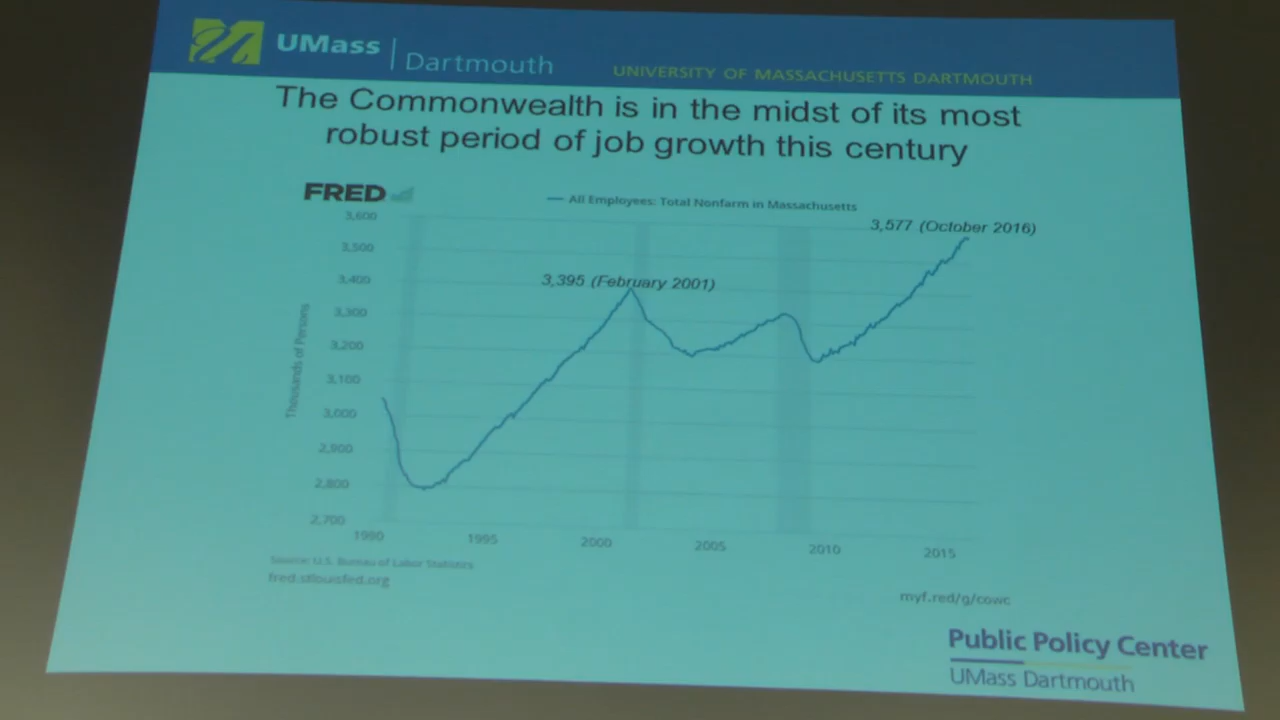 UMass | Dartmouth
UNIVERSITY OF MASSACHUSETTS DARTMOUTH
The Commonwealth is in the midst of its most
robust period of job growth this century
FRED
All Employees: Total Nonfarm in Massachusetts
3,577 (October 2016)
3,395 (February 2001)
Thousands of Persons
3,600
3,500
3,400
3,300
3,200
3,100
3,000
2,900
2,800
2,700
1990 1995 2000 2005 2010 2015
Source: U.S. Bureau of Labor Statistics
fred.stlouisfed.org
myf.red/g/cowc
Public Policy Center
UMass Dartmouth